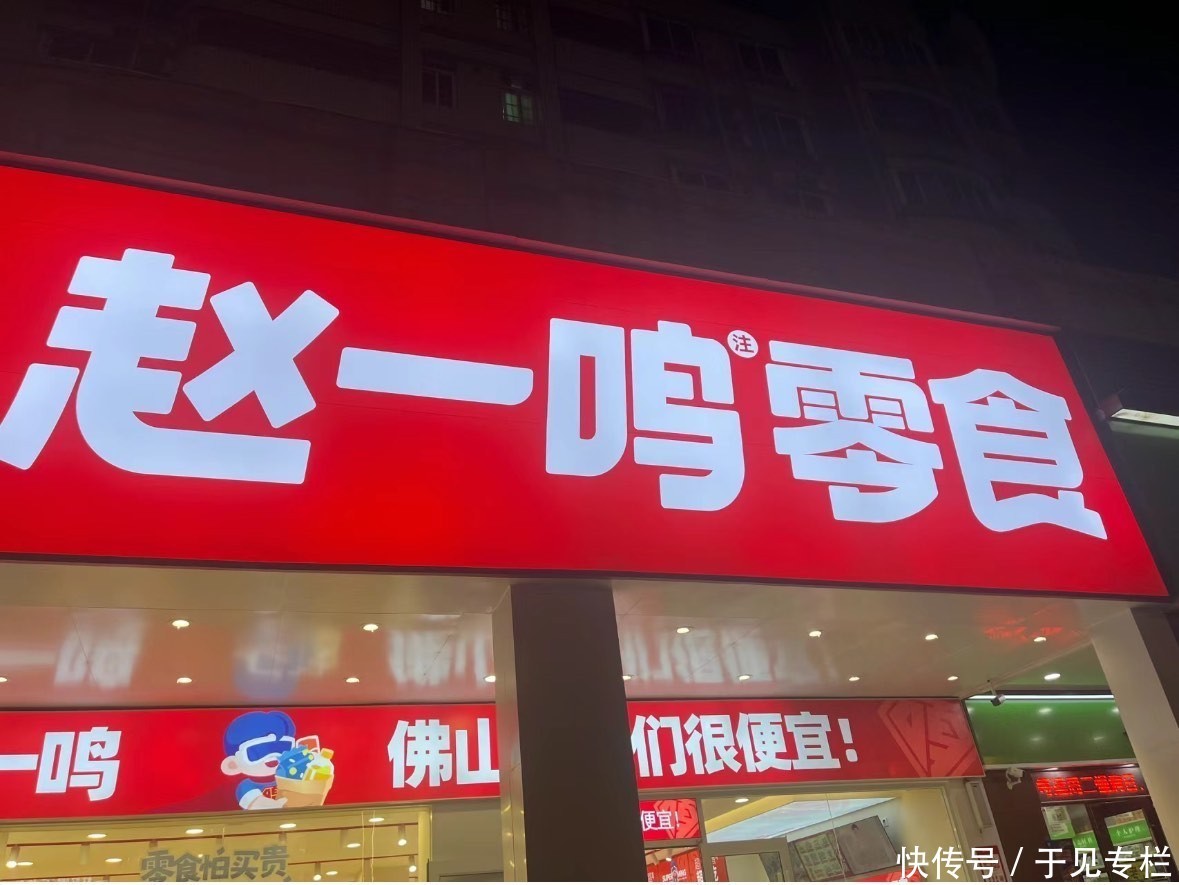 赵一鸣零食
注
一鸣
佛山
们很便宜!
便宜!
零食怕买贵
快传号 / 于见专栏